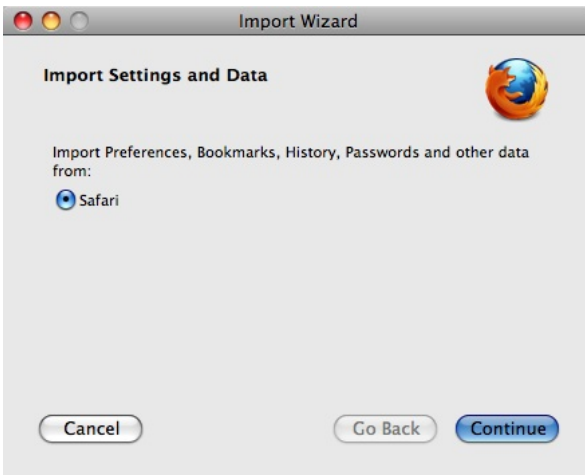 Import Wizard
Import Settings and Data
Import Preferences, Bookmarks, History, Passwords and other data
from:
Safari
Cancel
Go Back
Continue